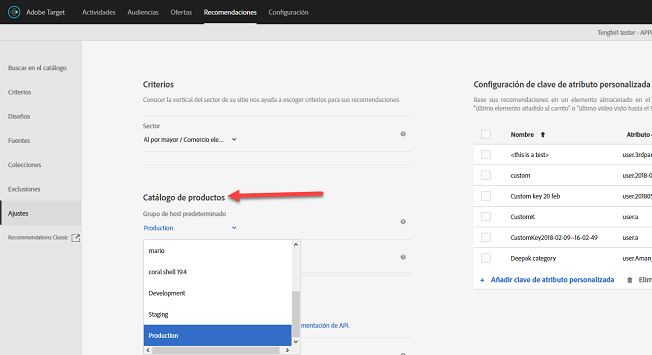 Adobe Target
Actividades
Audiencias
Ofertas
Recomendaciones
Configuración
Tengfeil tester - APP
Buscar en el catálogo
Criterios
Diseños
Fuentes
Colecciones
Exclusiones
Ajustes
Recommendations Classic
Criterios
Conocer la vertical del sector de su sitio nos ayuda a escoger criterios para sus recomendaciones
Sector
Al por mayor / Comercio ele...
Catálogo de productos
Grupo de host predeterminado
Production
mario
coral shell 19.4
Development
Staging
Production
mentación de API.
Configuración de clave de atributo personalizada
Base sus recomendaciones en un elemento almacenado en el
"último elemento añadido al carrito" o "último vídeo visto hasta el 9
Nombre
Atributo
<this is a test>
user.3rdpar
custom
user.2018-0
Custom key 20 feb
user.201805
CustomK
user.a
CustomKey2018-02-09--16-02-49
user.a
Deepak category
user.Aman
+ Añadir clave de atributo personalizada
Elim